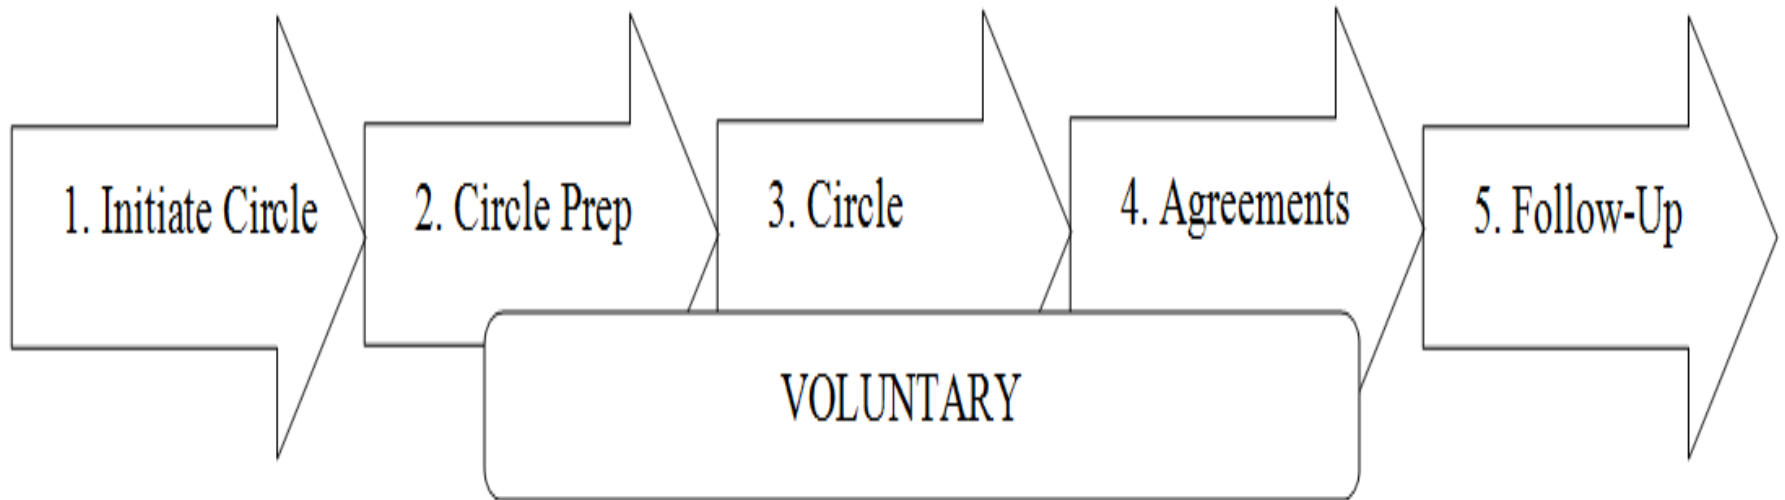 1. Initiate Circle
2. Circle Prep
3. Circle
4. Agreements
5. Follow-Up
VOLUNTARY